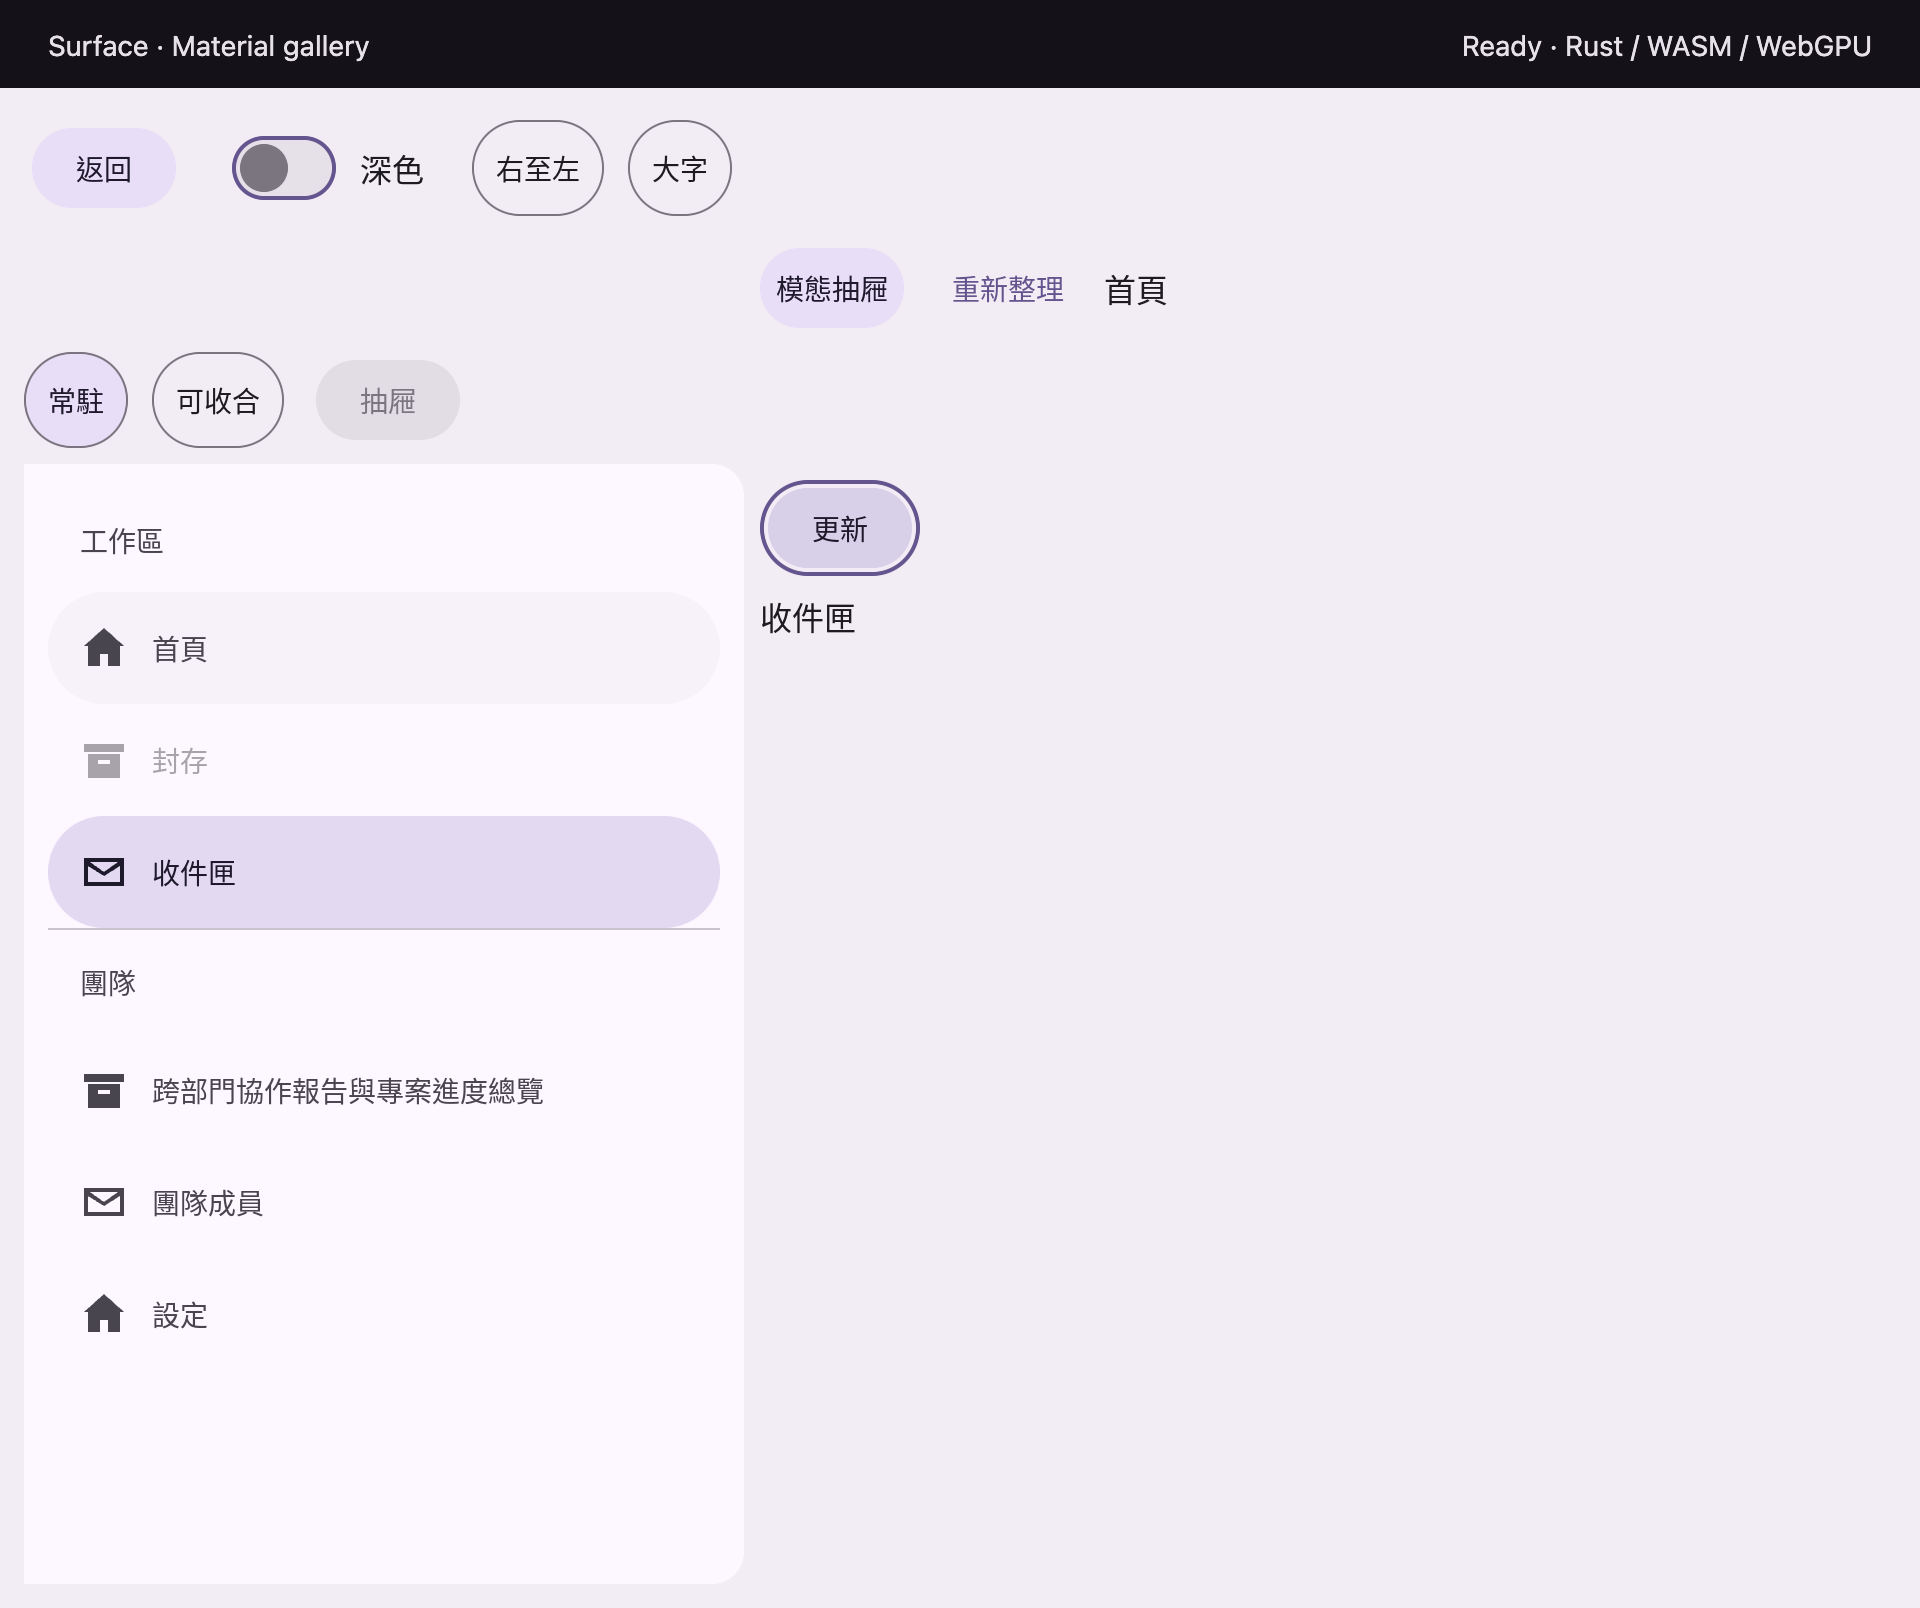 Surface · Material gallery
Ready · Rust / WASM / WebGPU
返回
深色
右至左
大字
模態抽屜
重新整理
首頁
常駐
可收合
抽屜
工作區
首頁
封存
收件匣
團隊
跨部門協作報告與專案進度總覽
團隊成員
設定
更新
收件匣